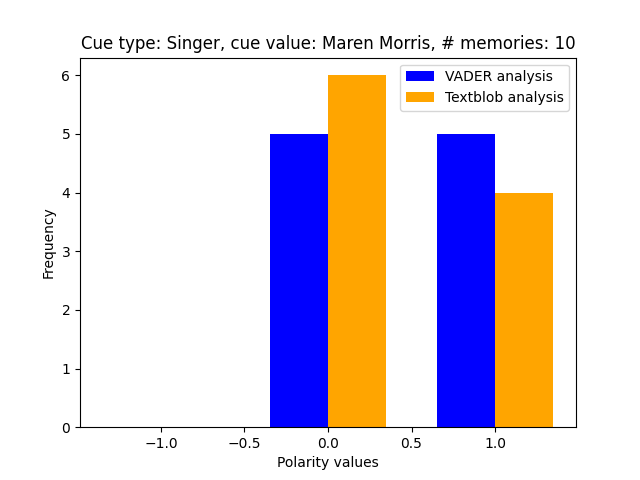 Cue type: Singer, cue value: Maren Morris, # memories: 10
VADER analysis
Textblob analysis
6
5
4
3
2
1
0
Frequency
−1.0
−0.5
0.0
0.5
1.0
Polarity values